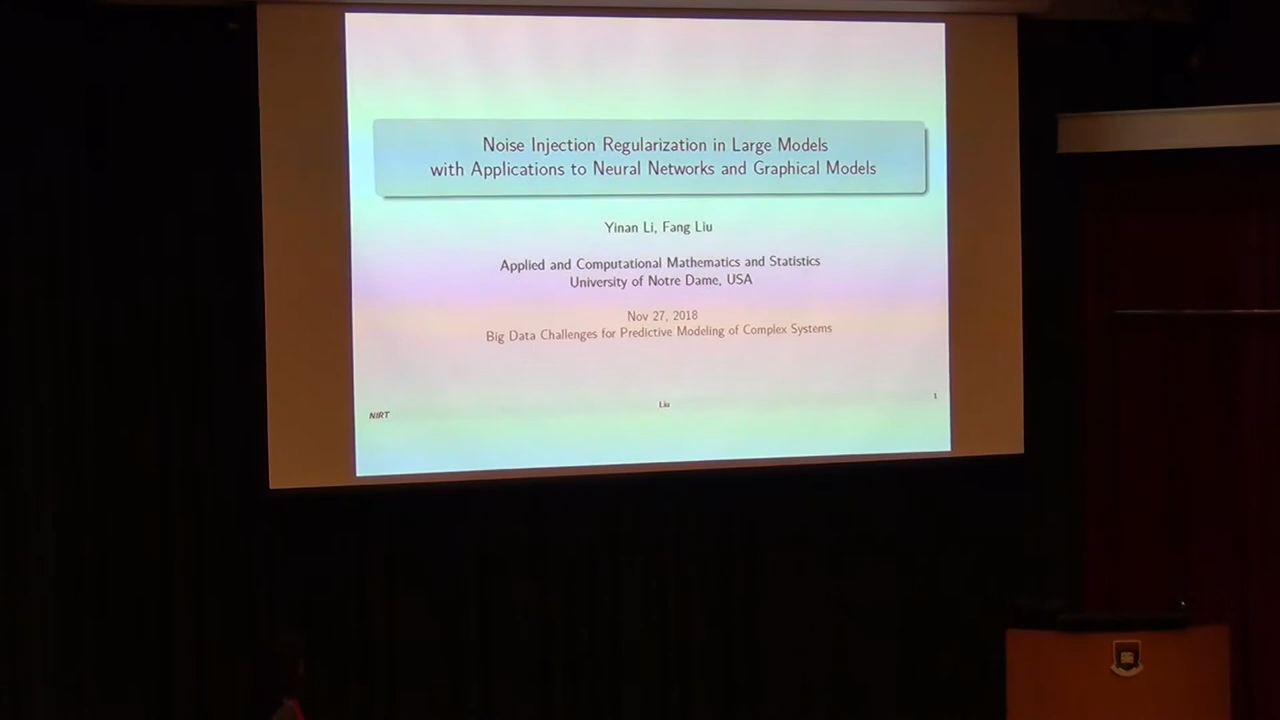 Noise Injection Regularization in Large Models
with Applications to Neural Networks and Graphical Models
Yinan Li, Fang Liu
Applied and Computational Mathematics and Statistics
University of Notre Dame, USA
Nov 27, 2018
Big Data Challenges for Predictive Modeling of Complex Systems
NIRT
Liu
1